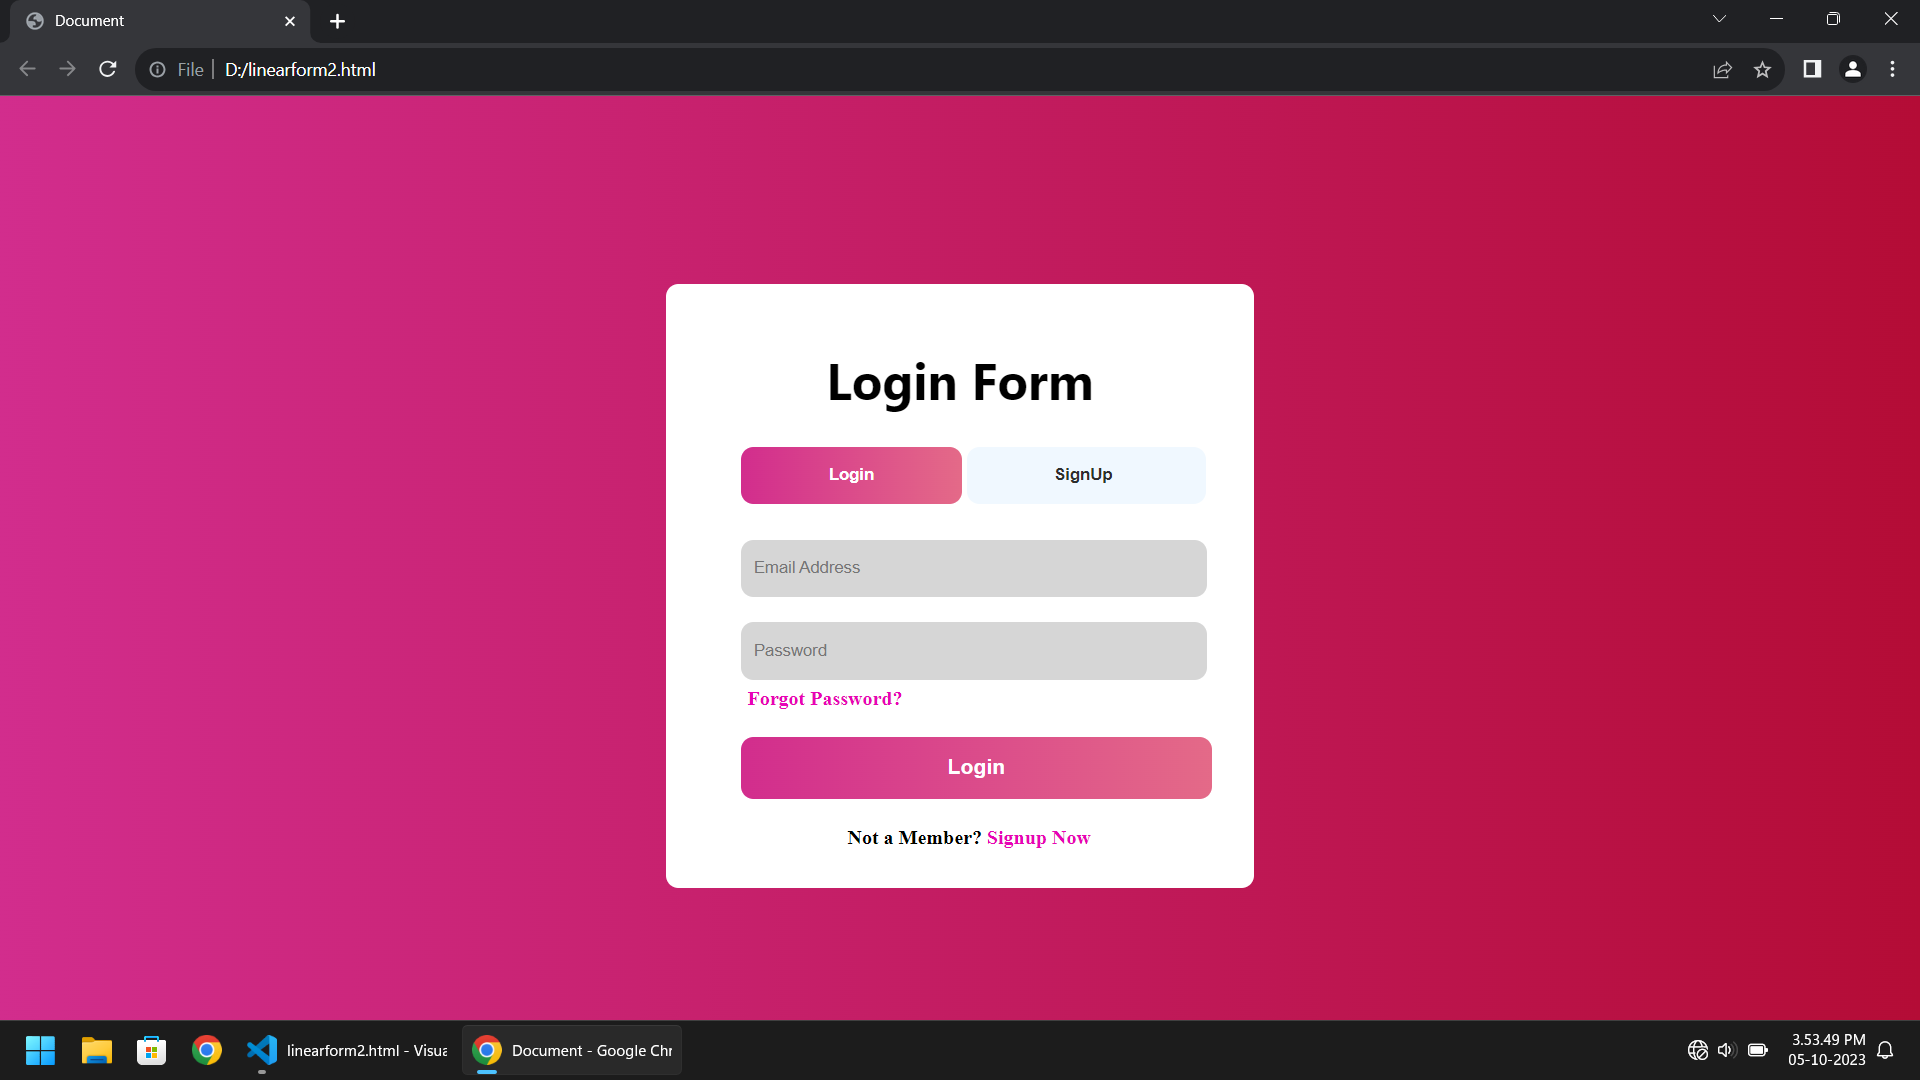 Document
File
D:/linearform2.html
Login Form
Login
SignUp
Email Address
Password
Forgot Password?
Login
Not a Member? Signup Now
linearform2.html - Visua
Document - Google Chr
3.53.49 PM
05-10-2023